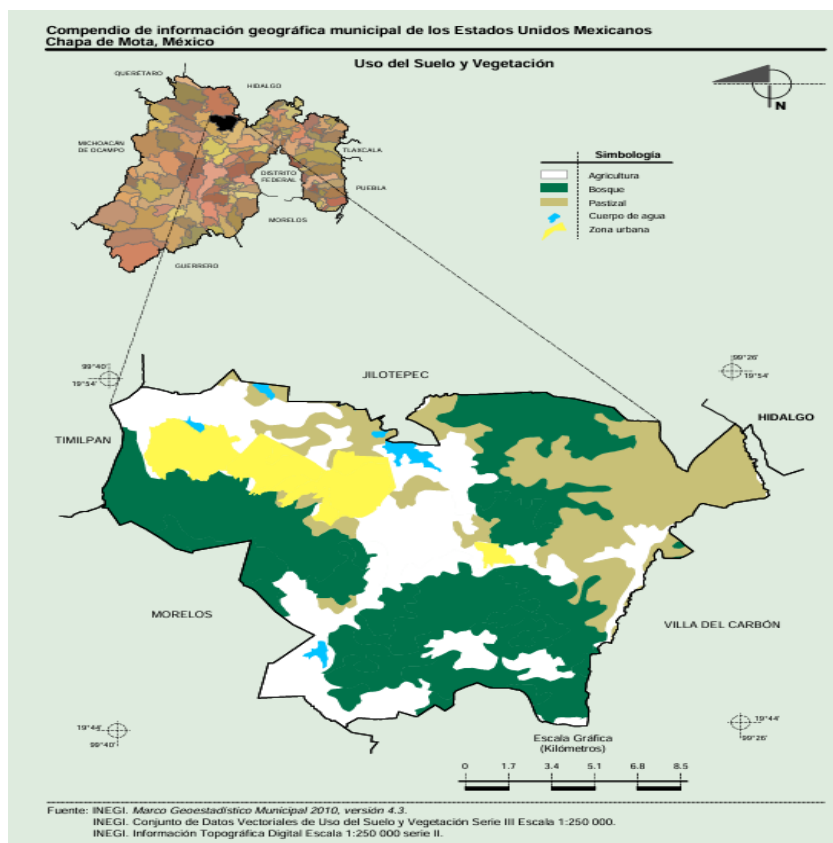 Compendio de información geográfica municipal de los Estados Unidos Mexicanos
Chapa de Mota, México
Uso del Suelo y Vegetación
QUERÉTARO
HIDALGO
MICHOACÁN
DE OCAMPO
TLAXCALA
DISTRITO
FEDERAL
PUEBLA
MORELOS
GUERRERO
N
Simbología
Agricultura
Bosque
Pastizal
Cuerpo de agua
Zona urbana
99°40'
19°54'
JILOTEPEC
99°26'
19°54'
HIDALGO
TIMILPAN
MORELOS
VILLA DEL CARBÓN
19°44'
99°40'
19°44'
99°26'
Escala Gráfica
(Kilómetros)
0 1.7 3.4 5.1 6.8 8.5
Fuente: INEGI. Marco Geoestadístico Municipal 2010, versión 4.3.
INEGI. Conjunto de Datos Vectoriales de Uso del Suelo y Vegetación Serie III Escala 1:250 000.
INEGI. Información Topográfica Digital Escala 1:250 000 serie II.